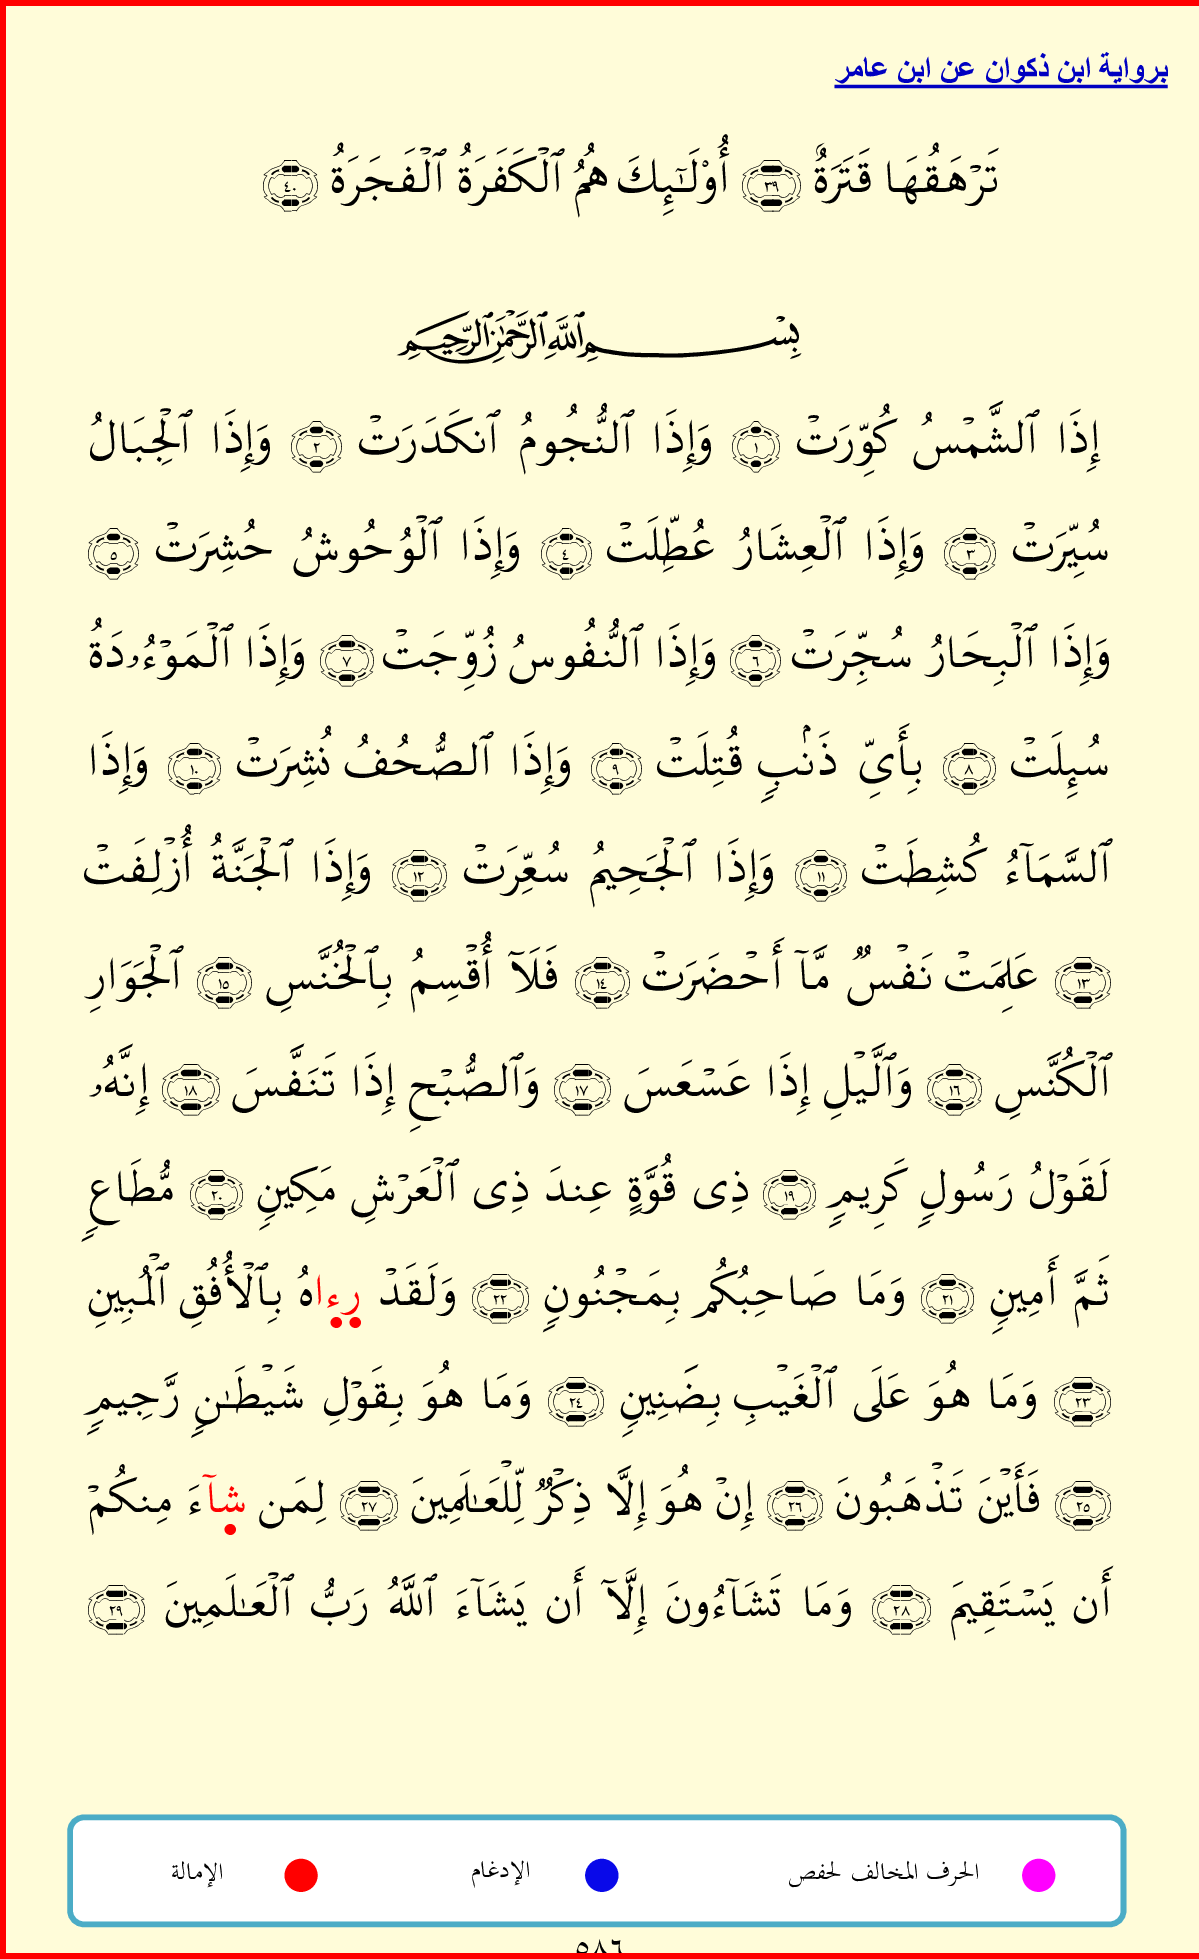 برواية ابن ذكوان عن ابن عامر
تَرۡهَقُهَا قَتَرَةٌ ٣٩ أُوْلَـٰٓئِكَ هُمُ ٱلۡكَفَرَةُ ٱلۡفَجَرَةُ ٤٠
بِسۡمِ ٱللَّهِ ٱلرَّحۡمَٰنِ ٱلرَّحِيمِ
إِذَا ٱلشَّمۡسُ كُوِّرَتۡ ١ وَإِذَا ٱلنُّجُومُ ٱنكَدَرَتۡ ٢ وَإِذَا ٱلۡجِبَالُ
سُيِّرَتۡ ٣ وَإِذَا ٱلۡعِشَارُ عُطِّلَتۡ ٤ وَإِذَا ٱلۡوُحُوشُ حُشِرَتۡ ٥
وَإِذَا ٱلۡبِحَارُ سُجِّرَتۡ ٦ وَإِذَا ٱلنُّفُوسُ زُوِّجَتۡ ٧ وَإِذَا ٱلۡمَوۡءُۥدَةُ
سُئِلَتۡ ٨ بِأَىِّ ذَنۢبٖ قُتِلَتۡ ٩ وَإِذَا ٱلصُّحُفُ نُشِرَتۡ ١٠ وَإِذَا
ٱلسَّمَآءُ كُشِطَتۡ ١١ وَإِذَا ٱلۡجَحِيمُ سُعِّرَتۡ ١٢ وَإِذَا ٱلۡجَنَّةُ أُزۡلِفَتۡ
١٣ عَلِمَتۡ نَفۡسٞ مَّآ أَحۡضَرَتۡ ١٤ فَلَآ أُقۡسِمُ بِٱلۡخُنَّسِ ١٥ ٱلۡجَوَارِ
ٱلۡكُنَّسِ ١٦ وَٱلَّيۡلِ إِذَا عَسۡعَسَ ١٧ وَٱلصُّبۡحِ إِذَا تَنَفَّسَ ١٨ إِنَّهُۥ
لَقَوۡلُ رَسُولٖ كَرِيمٖ ١٩ ذِى قُوَّةٍ عِندَ ذِى ٱلۡعَرۡشِ مَكِينٖ ٢٠ مُّطَاعٖ
ثَمَّ أَمِينٖ ٢١ وَمَا صَاحِبُكُم بِمَجۡنُونٖ ٢٢ وَلَقَدۡ رِءاهُ بِٱلۡأُفُقِ ٱلۡمُبِينِ
٢٣ وَمَا هُوَ عَلَى ٱلۡغَيۡبِ بِضَنِينٖ ٢٤ وَمَا هُوَ بِقَوۡلِ شَيۡطَـٰنٖ رَّجِيمٖ
٢٥ فَأَيۡنَ تَذۡهَبُونَ ٢٦ إِنۡ هُوَ إِلَّا ذِكۡرٞ لِّلۡعَـٰلَمِينَ ٢٧ لِمَن شآءَ مِنكُمۡ
أَن يَسۡتَقِيمَ ٢٨ وَمَا تَشَآءُونَ إِلَّآ أَن يَشَآءَ ٱللَّهُ رَبُّ ٱلۡعَـٰلَمِينَ ٢٩
الحرف المخالف لحفص الإدغام الإمالة
٥٨٦